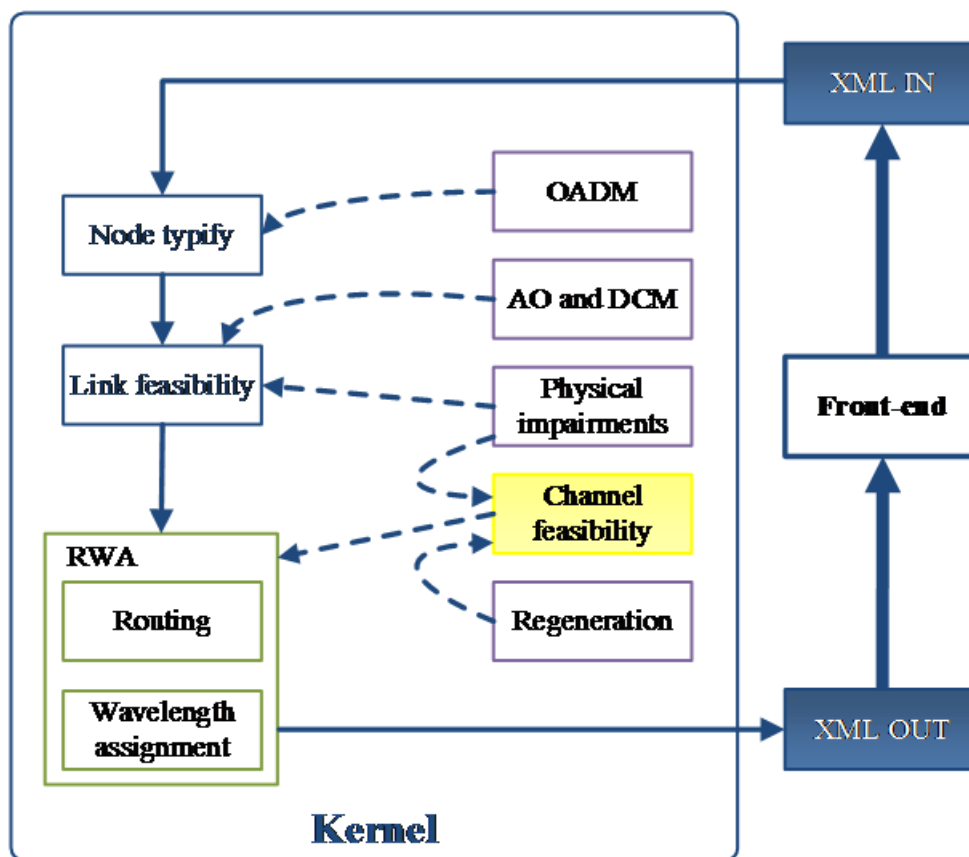 XML IN
OADM
Node typify
AO and DCM
Link feasibility
Physical
impairments
Front-end
Channel
feasibility
RWA
Routing
Regeneration
Wavelength
assignment
XML OUT
Kernel